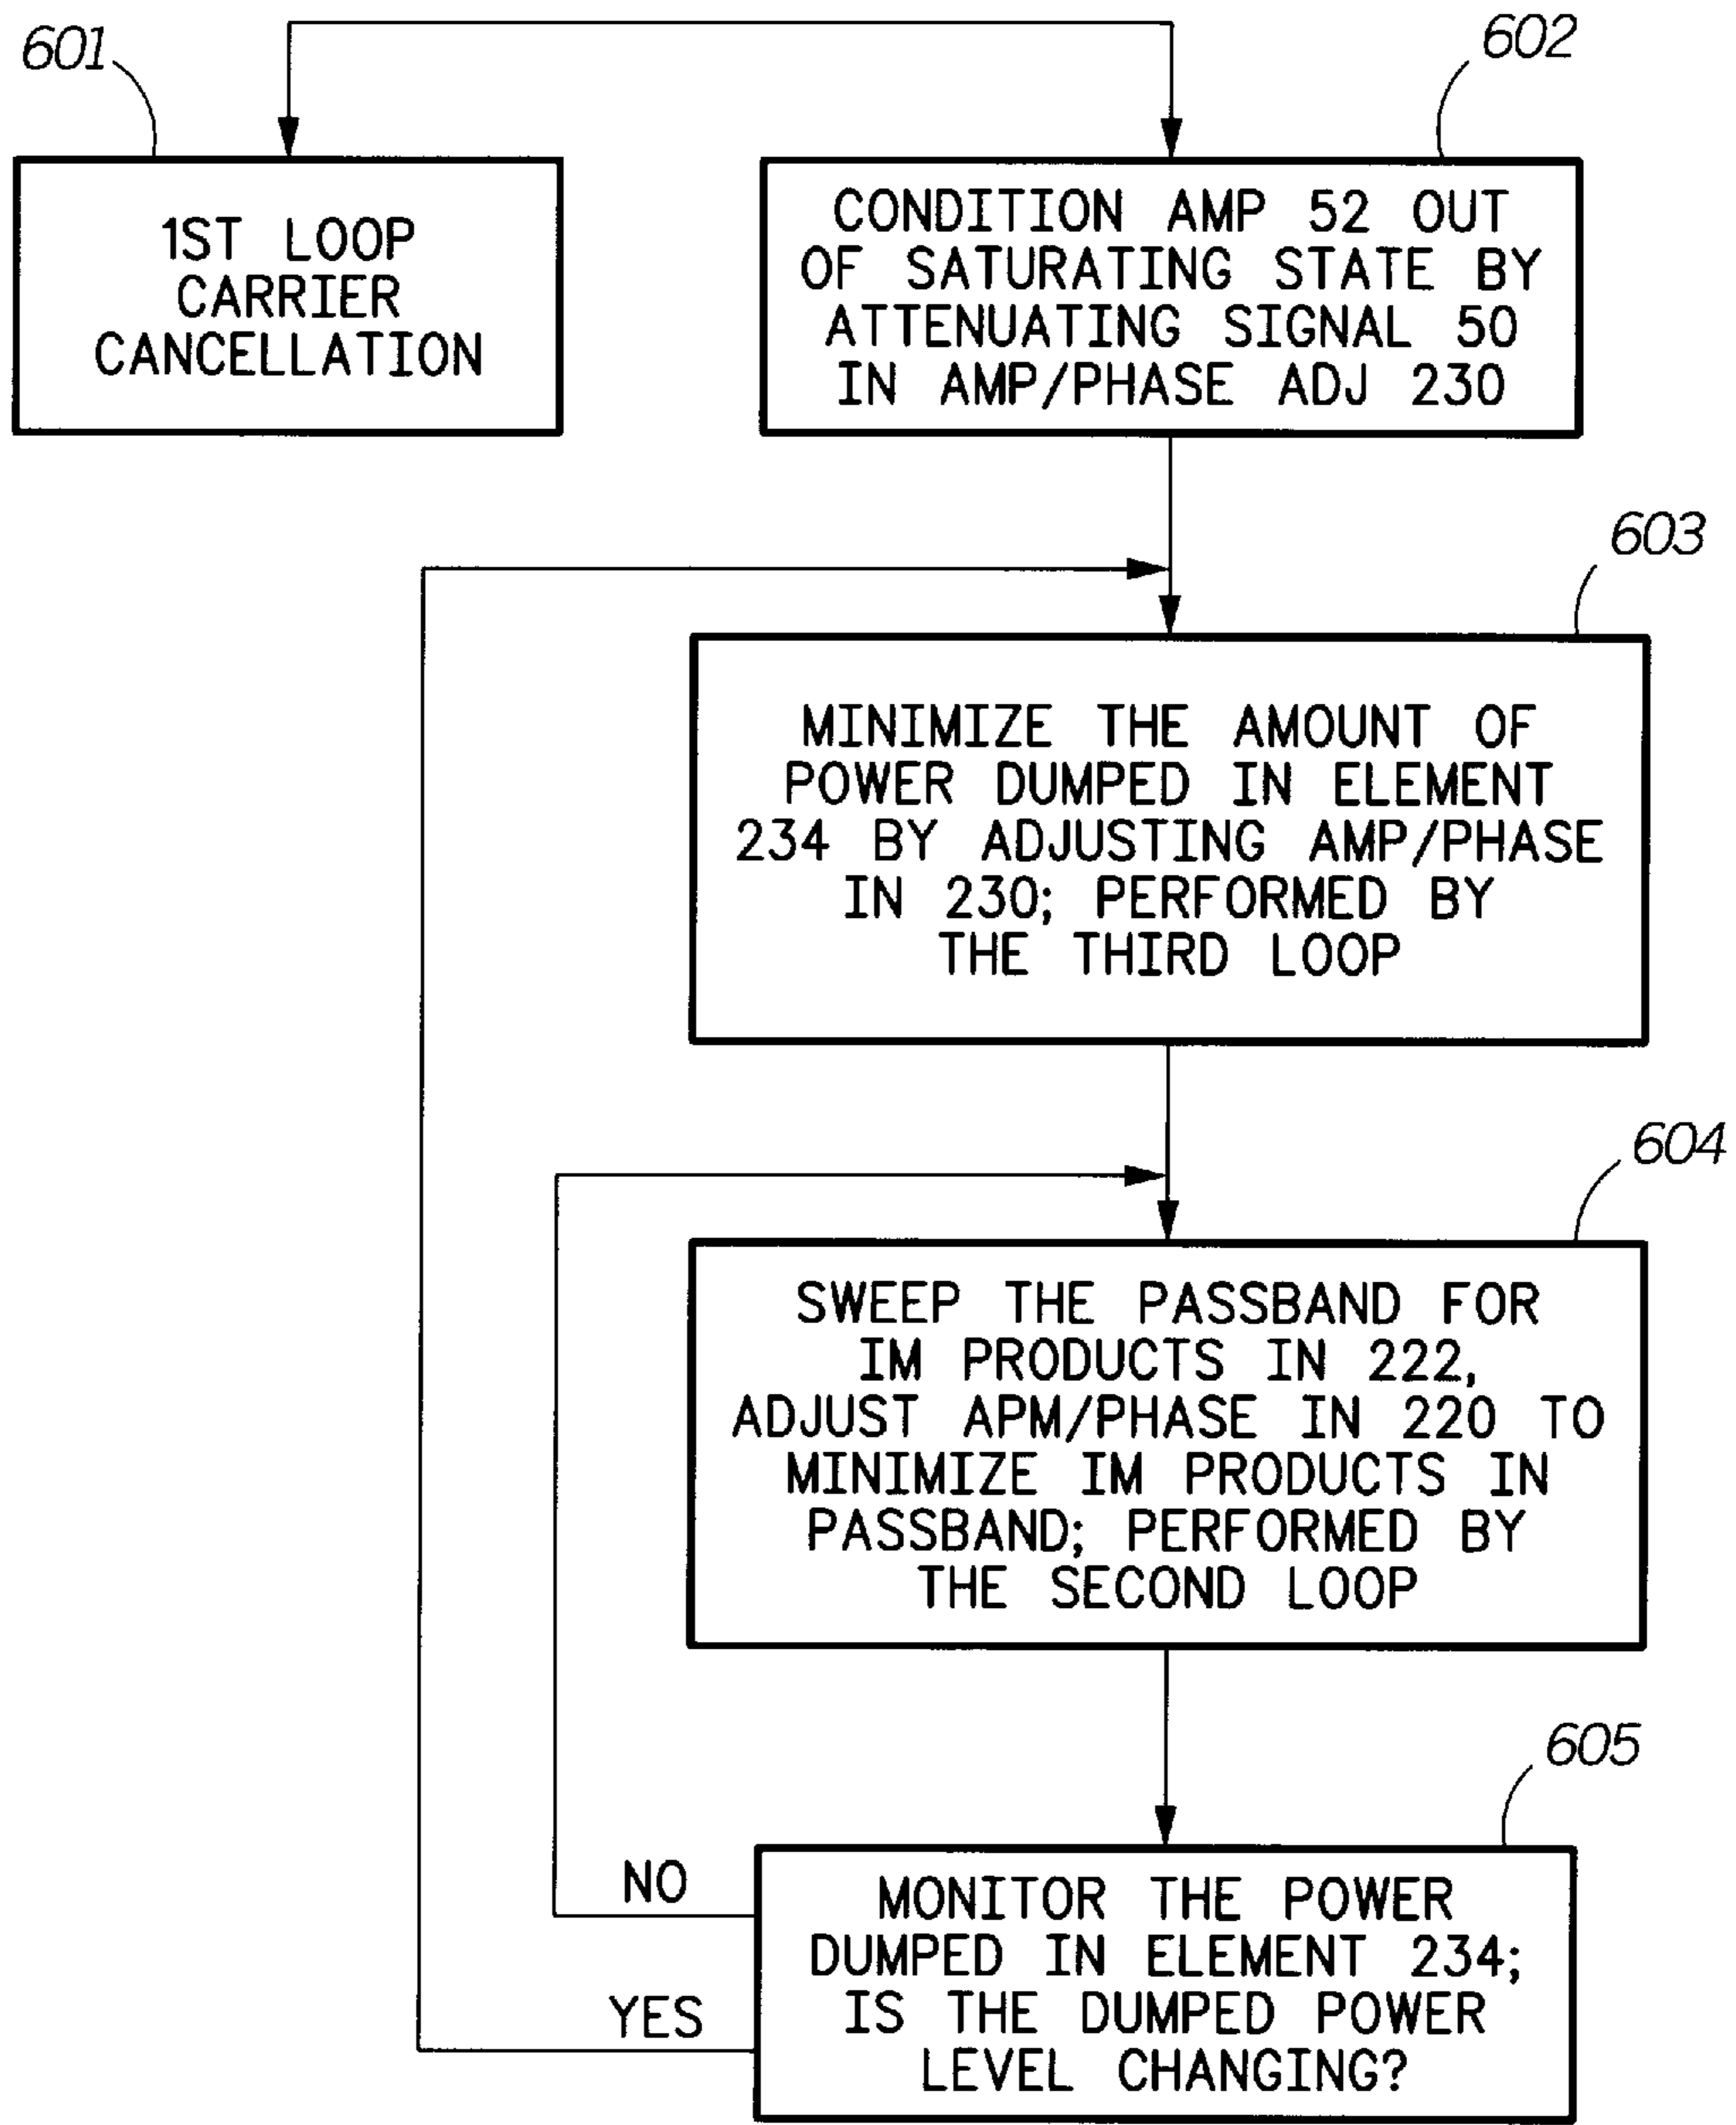 601
602
1ST LOOP
CARRIER
CANCELLATION
CONDITION AMP 52 OUT
OF SATURATING STATE BY
ATTENUATING SIGNAL 50
IN AMP/PHASE ADJ 230
603
MINIMIZE THE AMOUNT OF
POWER DUMPED IN ELEMENT
234 BY ADJUSTING AMP/PHASE
IN 230; PERFORMED BY
THE THIRD LOOP
604
SWEEP THE PASSBAND FOR
IM PRODUCTS IN 222,
ADJUST APM/PHASE IN 220 TO
MINIMIZE IM PRODUCTS IN
PASSBAND; PERFORMED BY
THE SECOND LOOP
605
NO
YES
MONITOR THE POWER
DUMPED IN ELEMENT 234;
IS THE DUMPED POWER
LEVEL CHANGING?